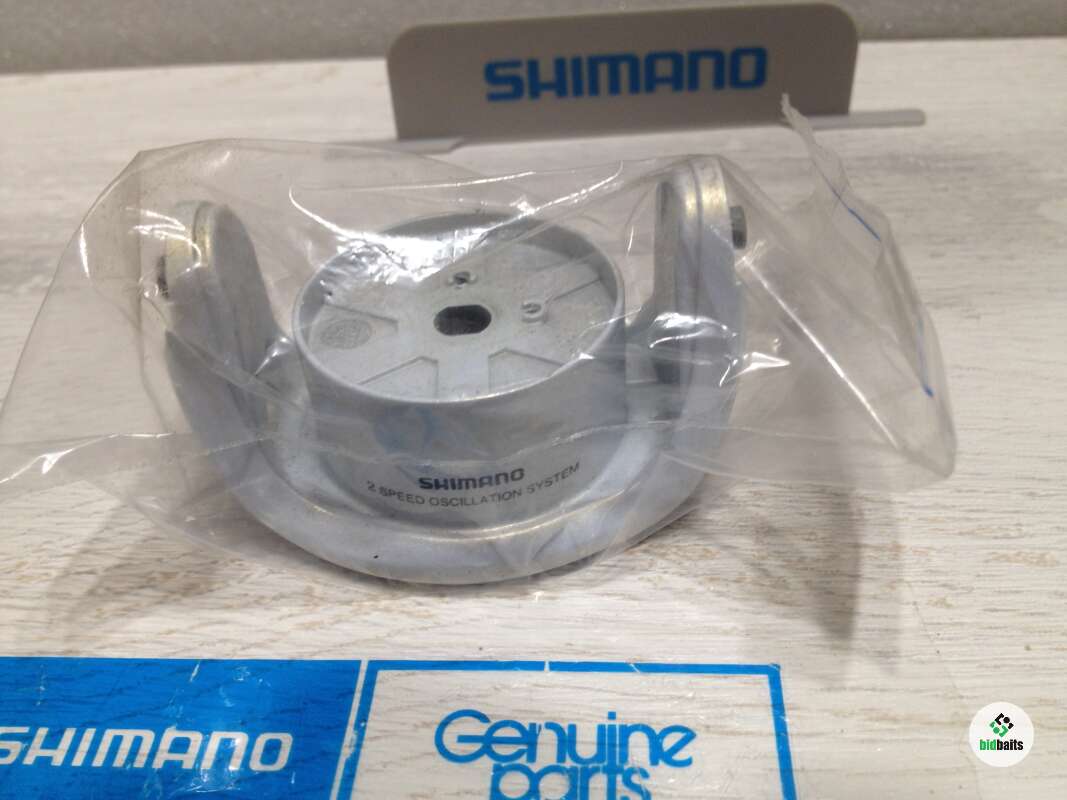 SHIMANO
SHIMANO
2 SPEED OSCILLATION SYSTEM
SHIMANO
Genuine
parts
bidbaits